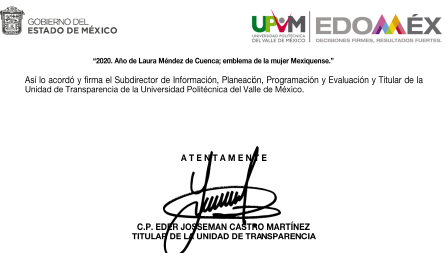 GOBIERNO DEL
ESTADO DE MÉXICO
UPVM
UNIVERSIDAD POLITÉCNICA
DEL VALLE DE MÉXICO
EDOMÉX
DECISIONES FIRMES, RESULTADOS FUERTES.
“2020. Año de Laura Méndez de Cuenca; emblema de la mujer Mexiquense.”
Así lo acordó y firma el Subdirector de Información, Planeacón, Programación y Evaluación y Titular de la
Unidad de Transparencia de la Universidad Politécnica del Valle de México.
A T E N T A M E N T E
C.P. EDER JOSSEMAN CASTRO MARTÍNEZ
TITULAR DE LA UNIDAD DE TRANSPARENCIA